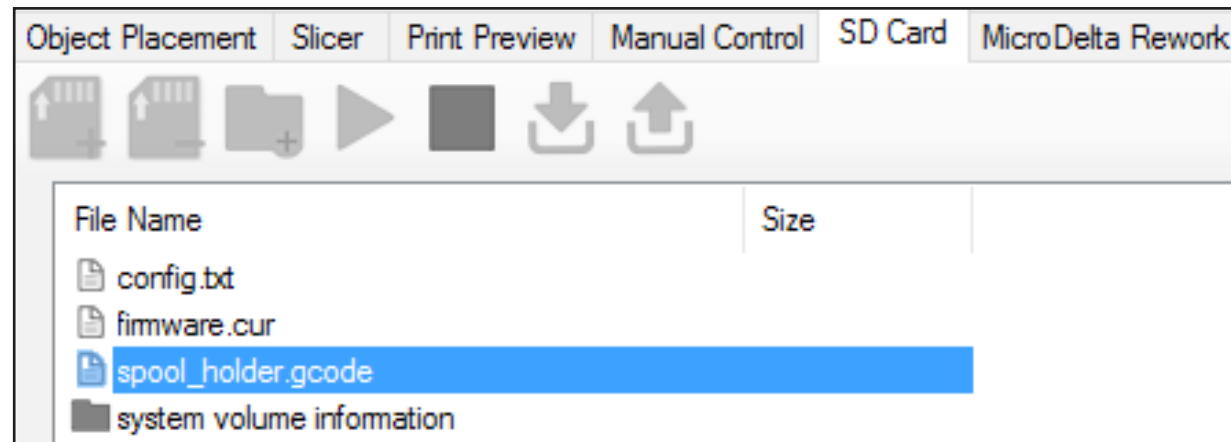 Object Placement Slicer Print Preview Manual Control SD Card MicroDelta Rework
File Name Size
config.txt
firmware.cur
spool_holder.gcode
system volume information